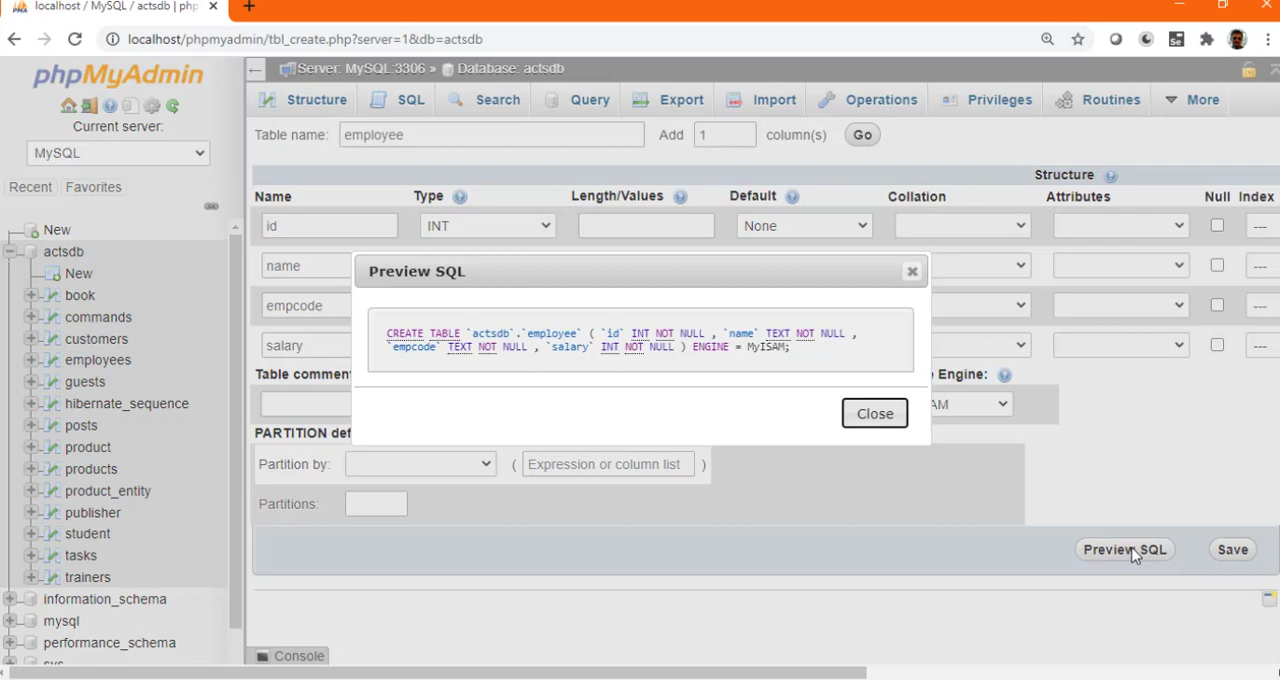 localhost / MySQL / actsdb | php
localhost/phpmyadmin/tbl_create.php?server=1&db=actsdb
phpMyAdmin
Current server:
MySQL
Recent Favorites
New
actsdb
New
book
commands
customers
employees
guests
hibernate_sequence
posts
product
products
product_entity
publisher
student
tasks
trainers
information_schema
mysql
performance_schema
sys
Server: MySQL:3306 » Database: actsdb
Structure SQL Search Query Export Import Operations Privileges Routines More
Table name: employee Add 1 column(s) Go
Structure
Name Type Length/Values Default Collation Attributes Null Index
id INT None ---
name ---
empcode ---
salary ---
Preview SQL
CREATE TABLE `actsdb`.`employee` ( `id` INT NOT NULL , `name` TEXT NOT NULL ,
`empcode` TEXT NOT NULL , `salary` INT NOT NULL ) ENGINE = MyISAM;
Close
Table comment
e Engine:
AM
PARTITION def
Partition by: ( Expression or column list )
Partitions:
Preview SQL Save
Console